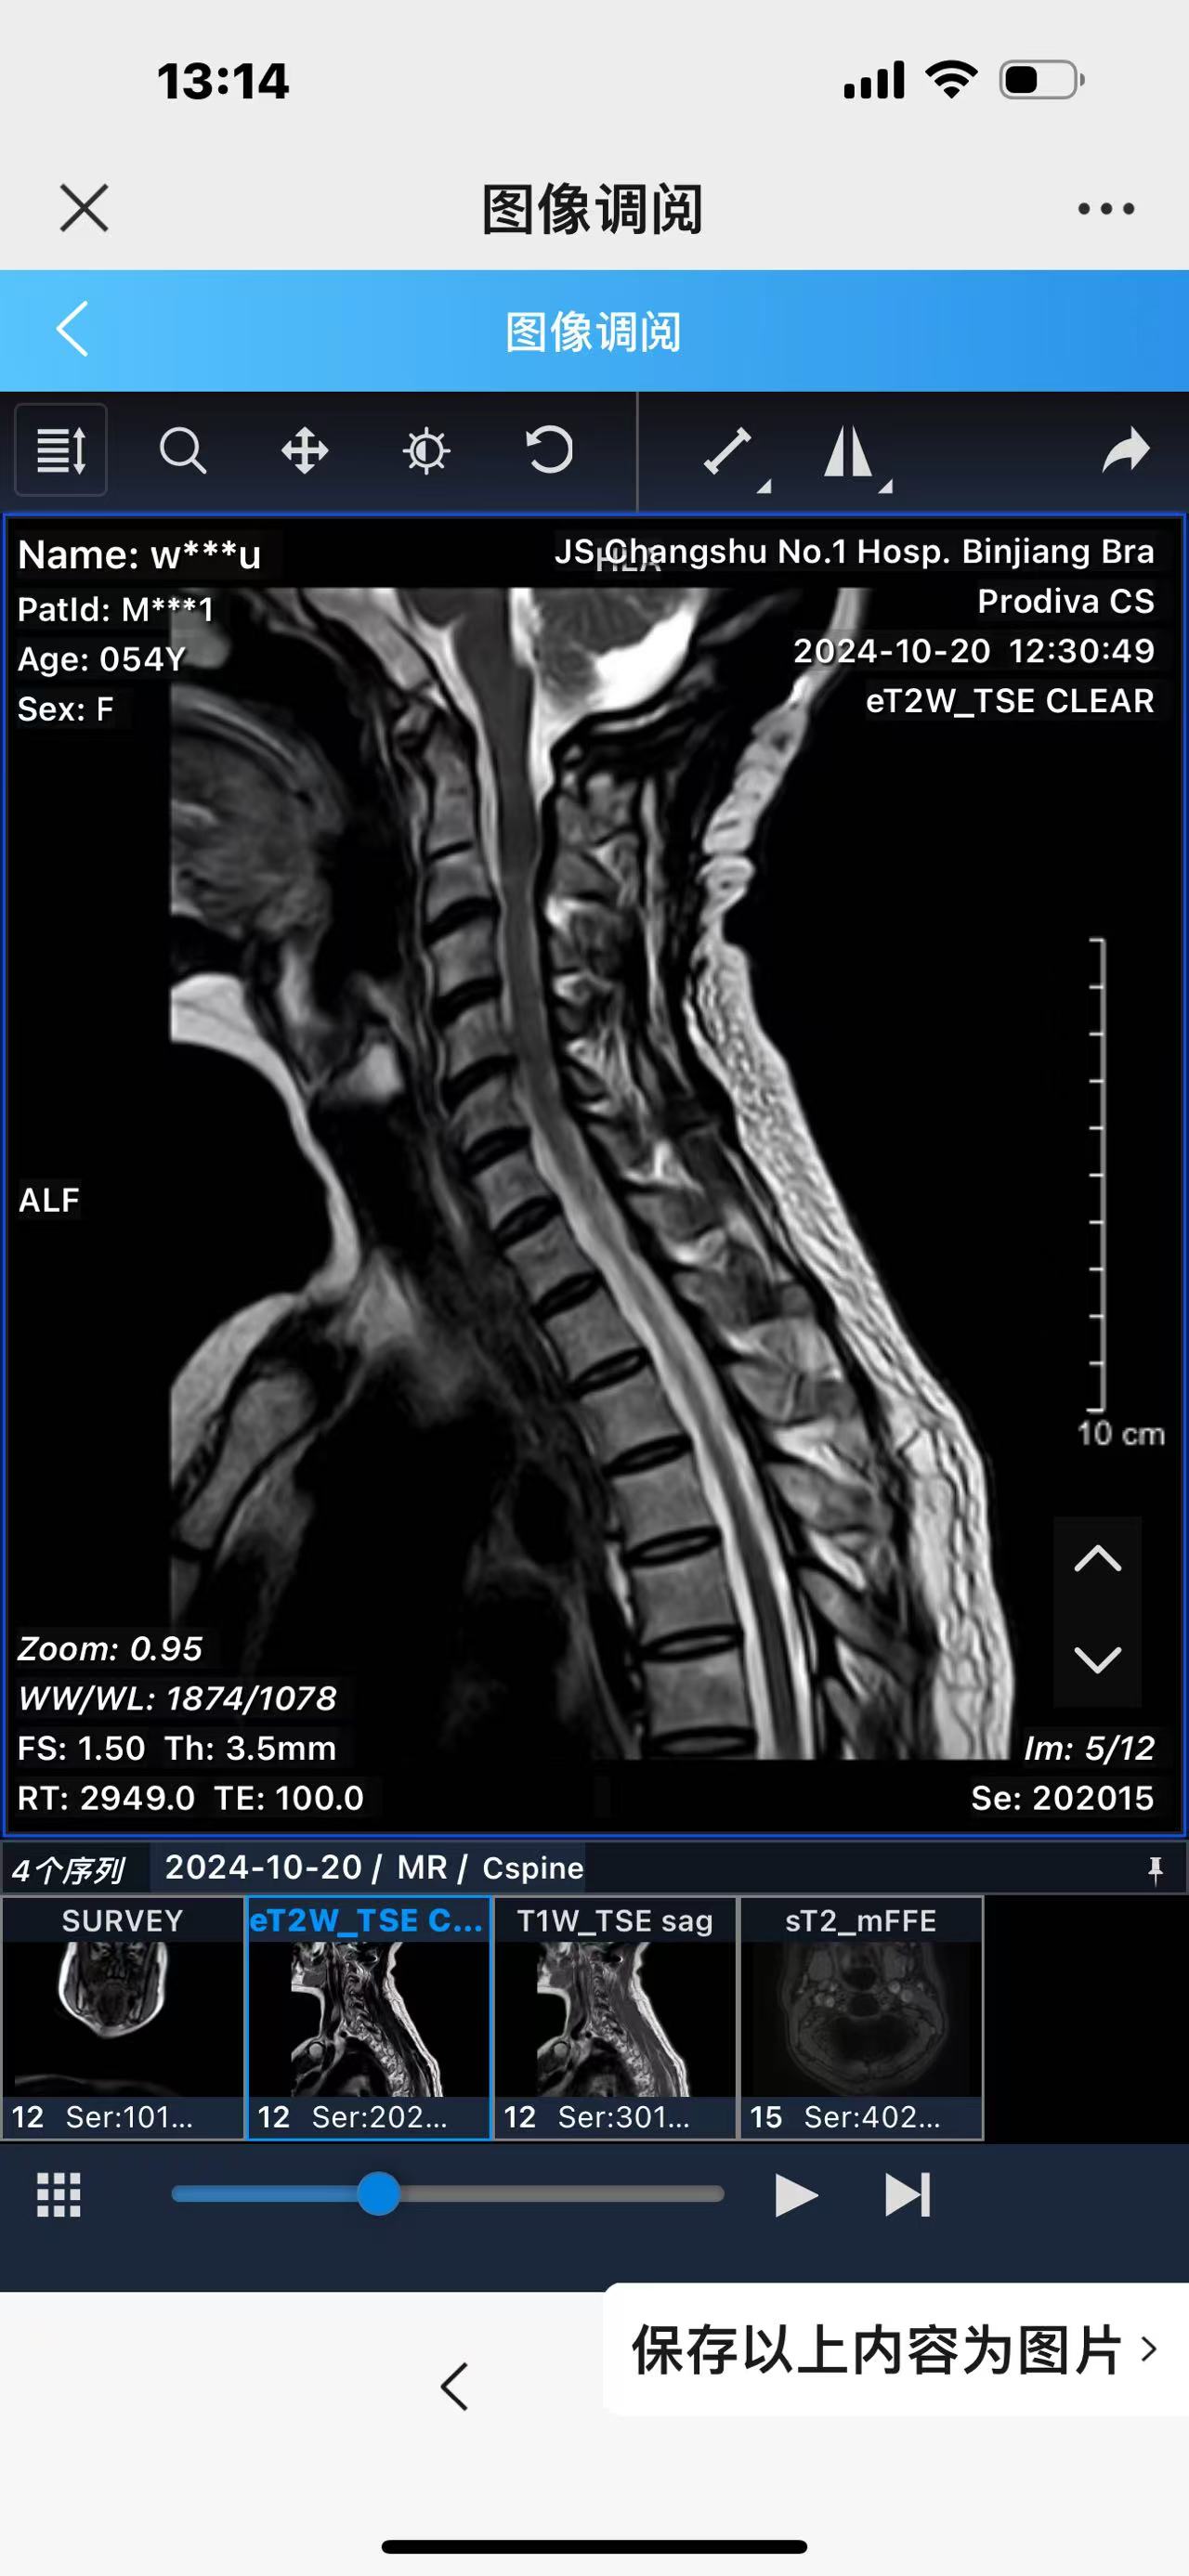 13:14
图像调阅
图像调阅
Name: w***u
PatId: M***1
Age: 054Y
Sex: F
JS Changshu No.1 Hosp. Binjiang Bra
HLA
Prodiva CS
2024-10-20 12:30:49
eT2W_TSE CLEAR
ALF
10 cm
Zoom: 0.95
WW/WL: 1874/1078
FS: 1.50 Th: 3.5mm
RT: 2949.0 TE: 100.0
Im: 5/12
Se: 202015
4个序列 2024-10-20 / MR / Cspine
SURVEY
12 Ser:101...
eT2W_TSE C...
12 Ser:202...
T1W_TSE sag
12 Ser:301...
sT2_mFFE
15 Ser:402...
保存以上内容为图片